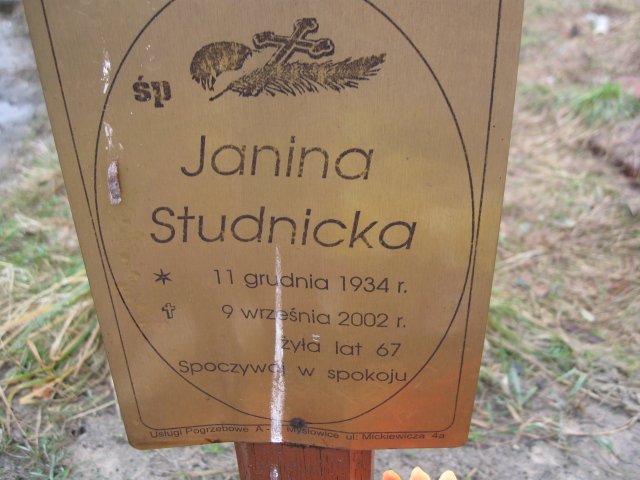 śp
Janina
Studnicka
11 grudnia 1934 r.
9 września 2002 r.
żyła lat 67
Spoczywaj w spokoju
Usługi Pogrzebowe A - Mysłowice ul: Mickiewicza 4a